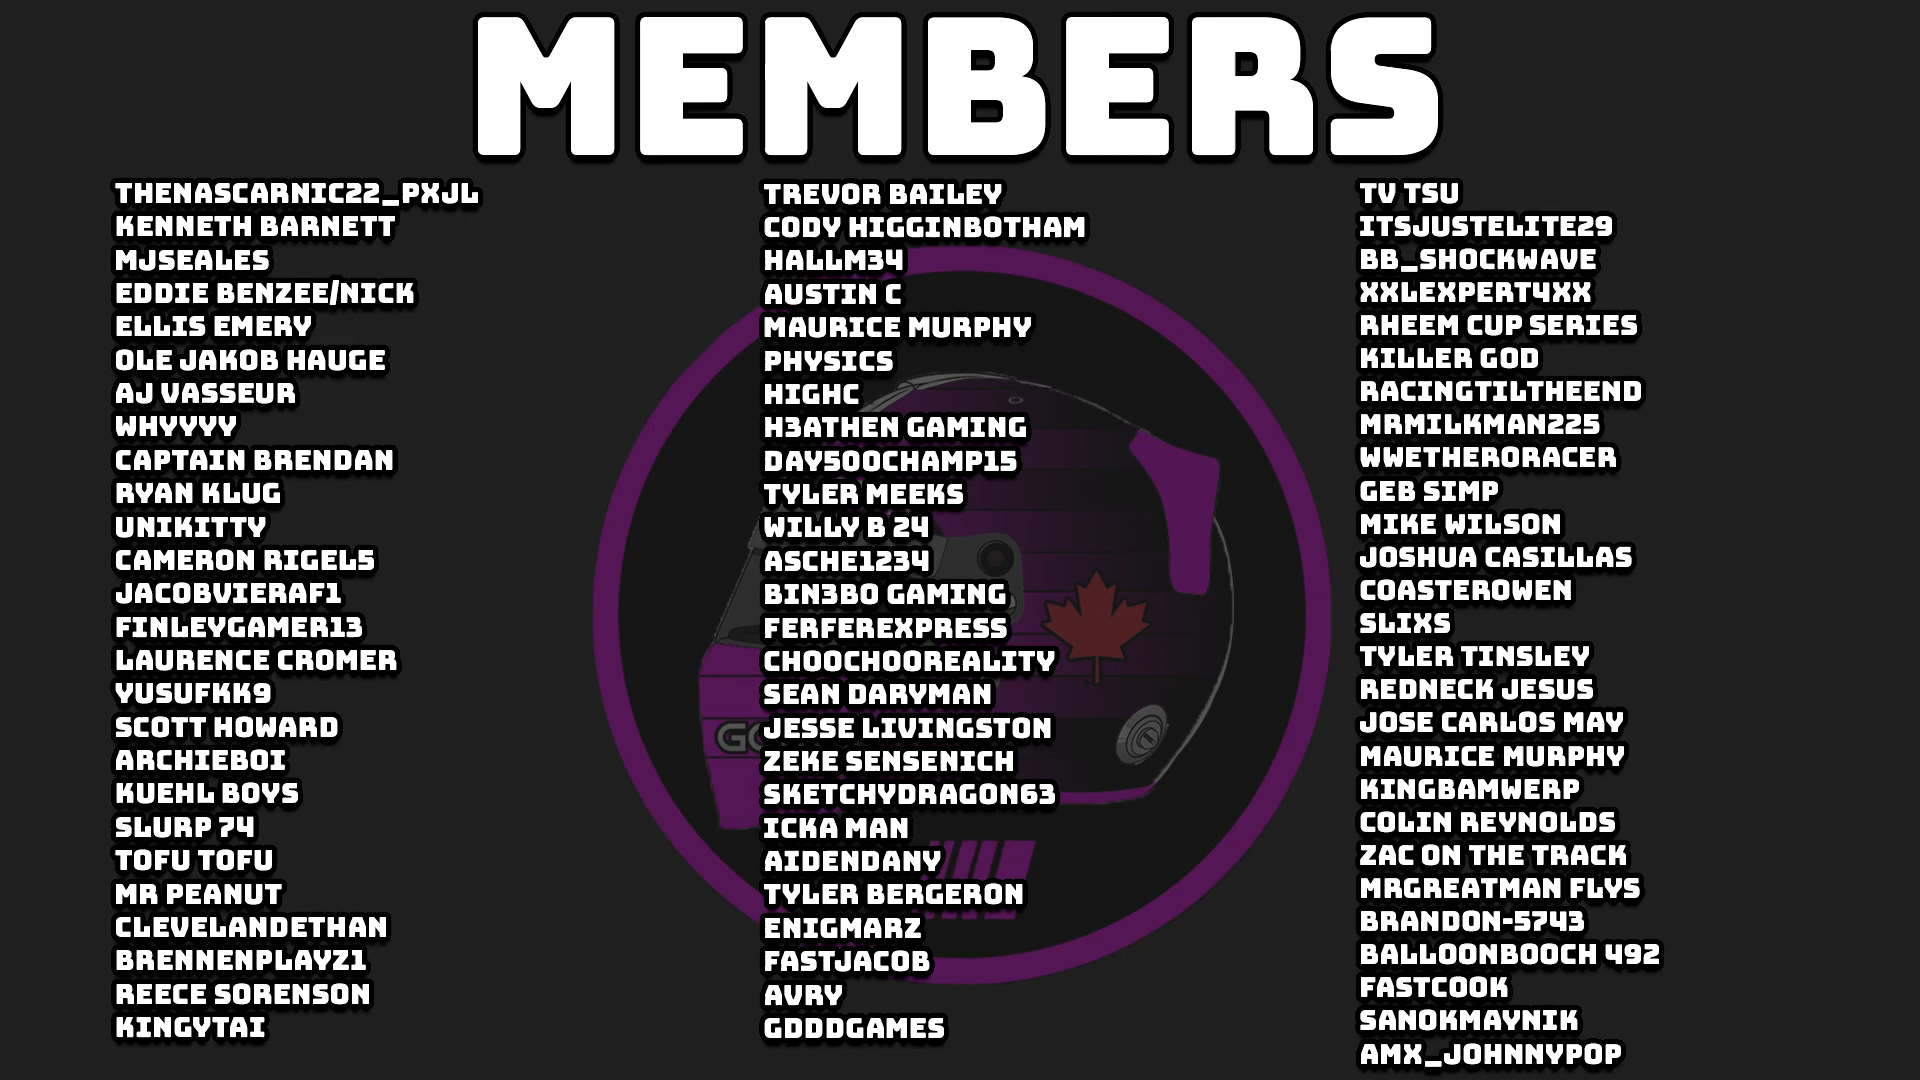 MEMBERS
THENASCARNIC22_PXJL
KENNETH BARNETT
MJSEALES
EDDIE BENZEE/NICK
ELLIS EMERY
OLE JAKOB HAUGE
AJ VASSEUR
WHYYYY
CAPTAIN BRENDAN
RYAN KLUG
UNIKITTY
CAMERON RIGEL5
JACOBVIERAF1
FINLEYGAMER13
LAURENCE CROMER
YUSUFKK9
SCOTT HOWARD
ARCHIEBOI
KUEHL BOYS
SLURP 74
TOFU TOFU
MR PEANUT
CLEVELANDETHAN
BRENNENPLAYZ1
REECE SORENSON
KINGYTAI
TREVOR BAILEY
CODY HIGGINBOTHAM
HALLM34
AUSTIN C
MAURICE MURPHY
PHYSICS
HIGHC
H3ATHEN GAMING
DAY500CHAMP15
TYLER MEEKS
WILLY B 24
ASCHE1234
BIN3BO GAMING
FERFEREXPRESS
CHOOCHOOREALITY
SEAN DARYMAN
JESSE LIVINGSTON
ZEKE SENSENICH
SKETCHYDRAGON63
ICKA MAN
AIDENDANY
TYLER BERGERON
ENIGMARZ
FASTJACOB
AVRY
GDDDGAMES
TV TSU
ITSJUSTELITE29
BB_SHOCKWAVE
XXLEXPERT4XX
RHEEM CUP SERIES
KILLER GOD
RACINGTILTHEEND
MRMILKMAN225
WWETHERORACER
GEB SIMP
MIKE WILSON
JOSHUA CASILLAS
COASTEROWEN
SLIXS
TYLER TINSLEY
REDNECK JESUS
JOSE CARLOS MAY
MAURICE MURPHY
KINGBAMWERP
COLIN REYNOLDS
ZAC ON THE TRACK
MRGREATMAN FLYS
BRANDON-5743
BALLOONBOOCH 492
FASTCOOK
SANOKMAYNIK
AMX_JOHNNYPOP